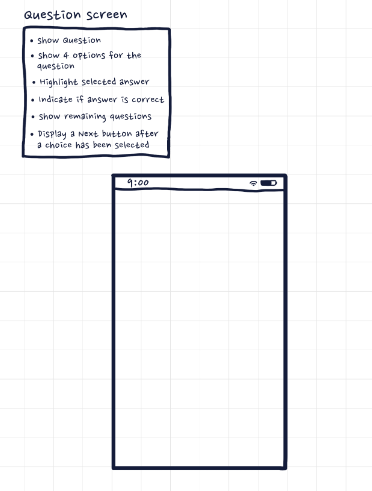 Question screen
• Show Question
• Show 4 options for the
question
• Highlight selected answer
• Indicate if answer is correct
• Show remaining questions
• Display a Next button after
a choice has been selected
9:00